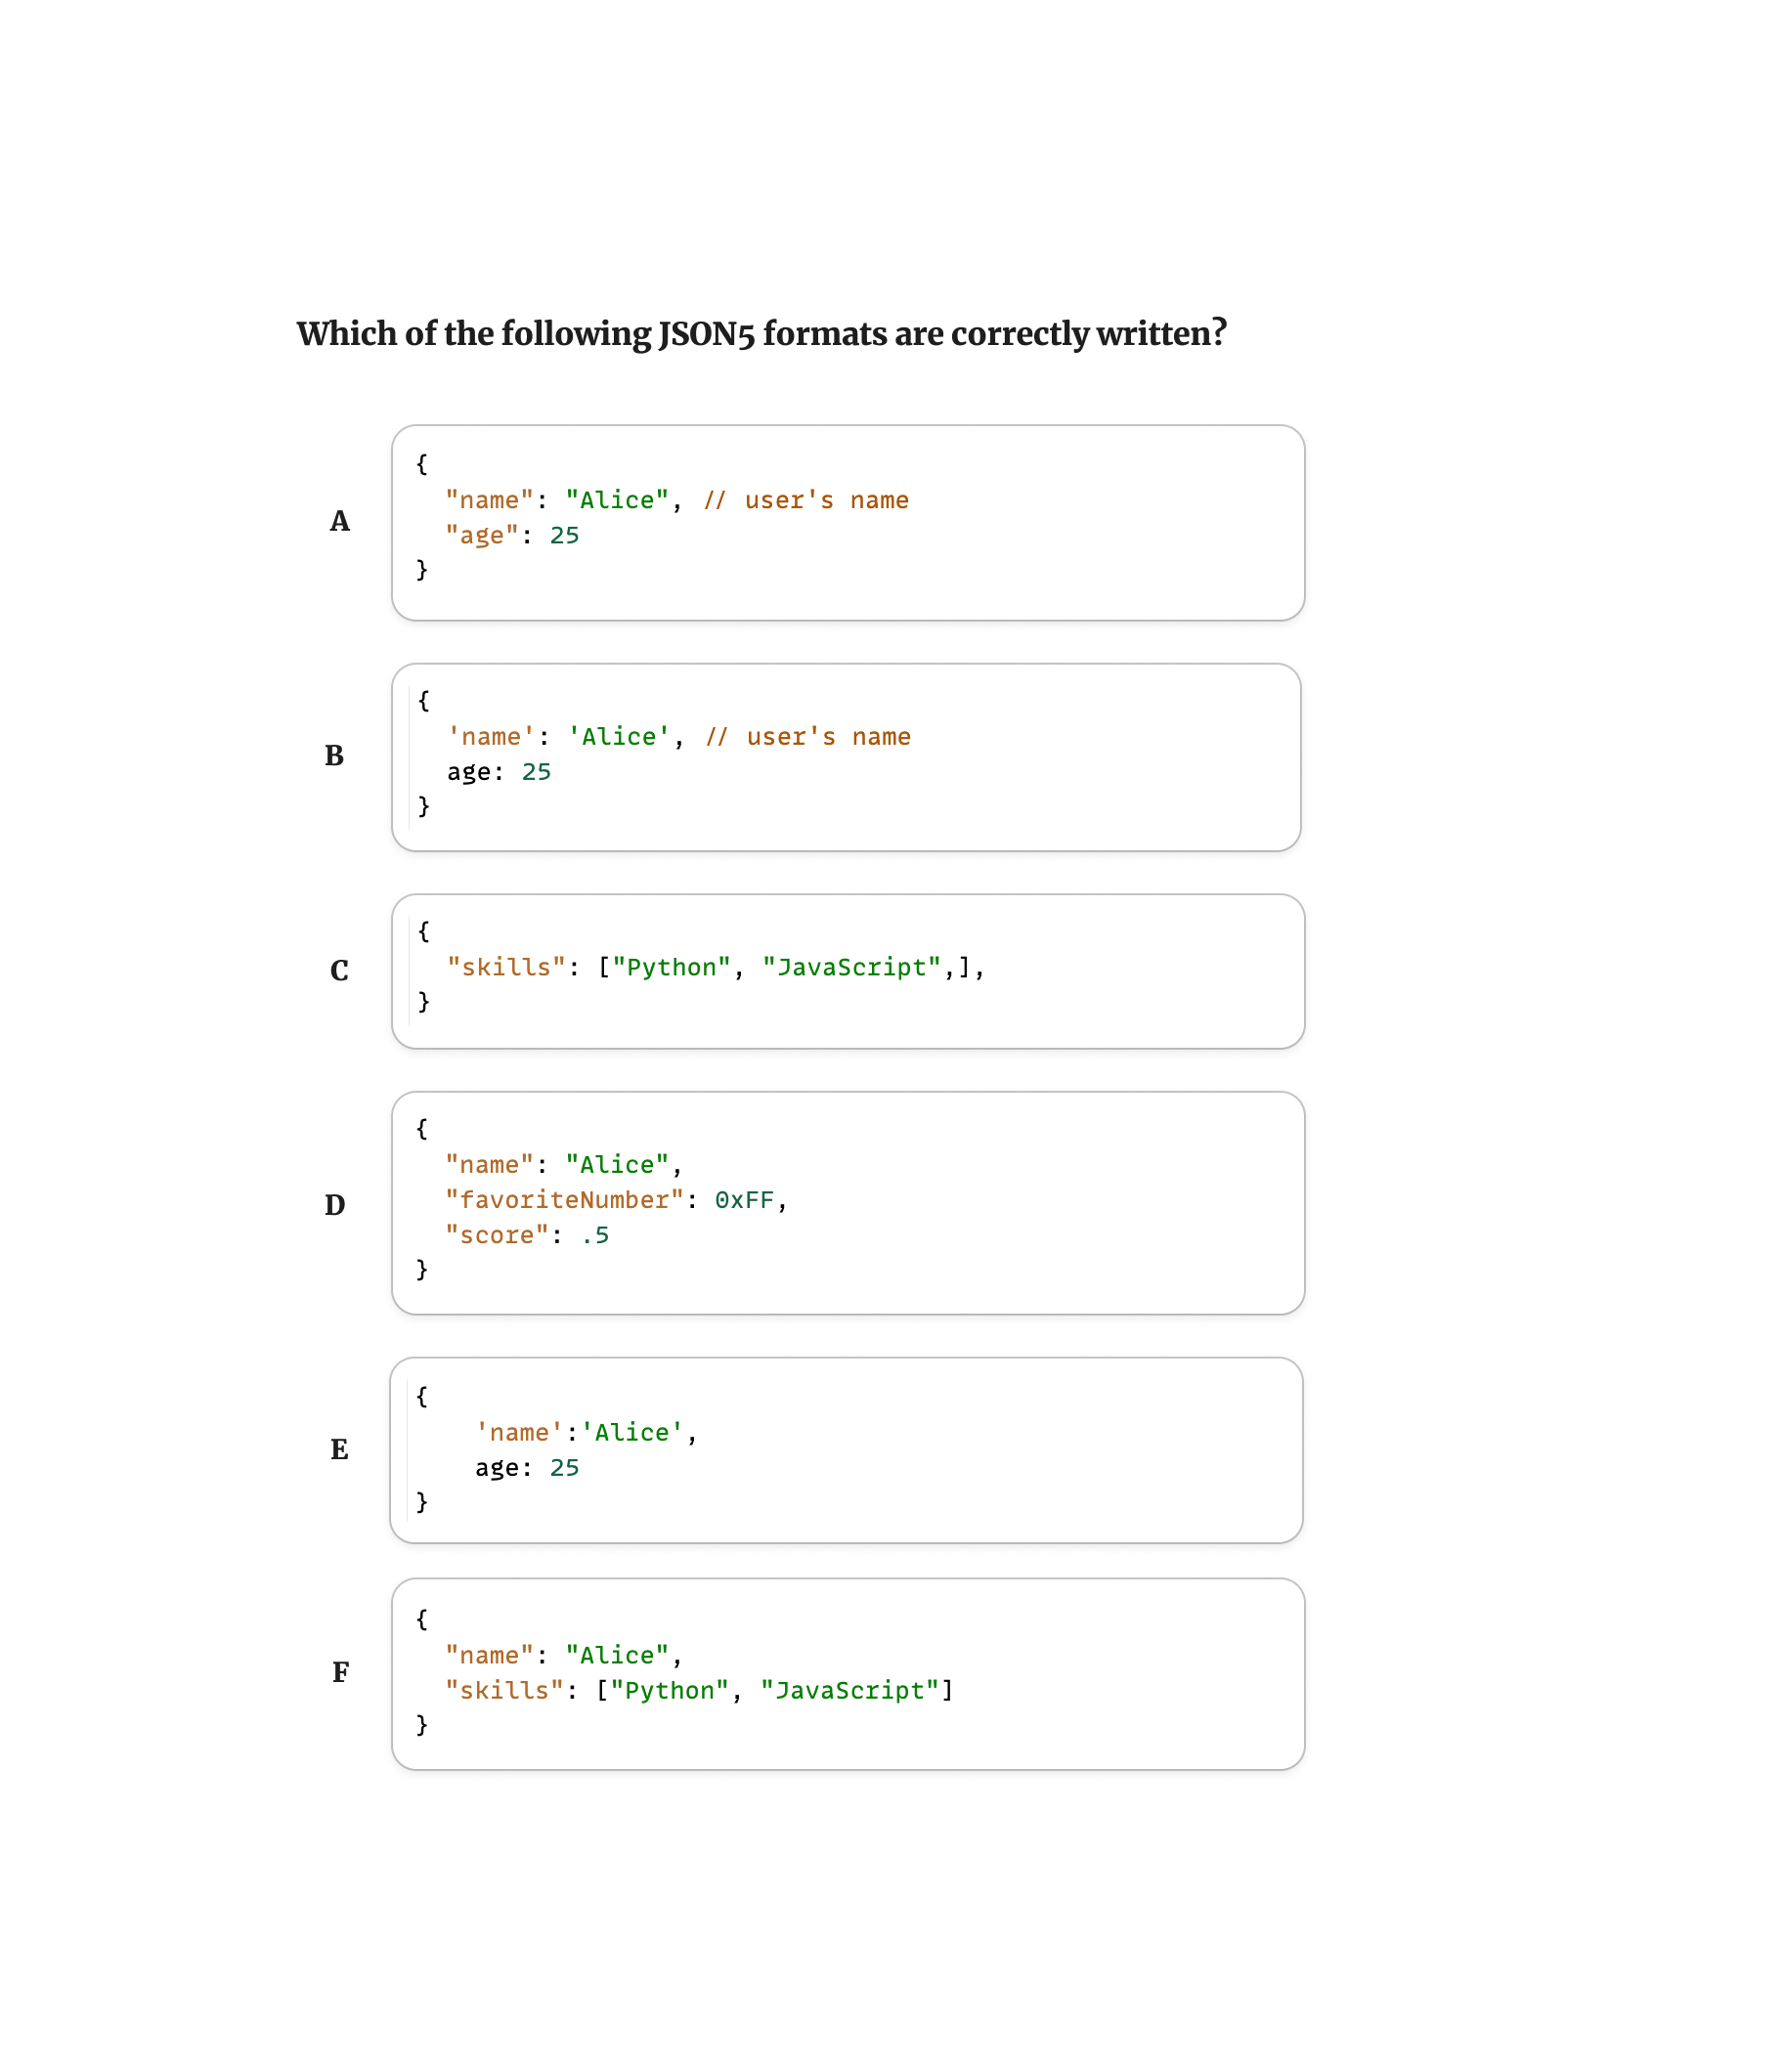 Which of the following JSON5 formats are correctly written?
A
{
  "name": "Alice", // user's name
  "age": 25
}
B
{
  'name': 'Alice', // user's name
  age: 25
}
C
{
  "skills": ["Python", "JavaScript",],
}
D
{
  "name": "Alice",
  "favoriteNumber": 0xFF,
  "score": .5
}
E
{
    'name':'Alice',
    age: 25
}
F
{
  "name": "Alice",
  "skills": ["Python", "JavaScript"]
}